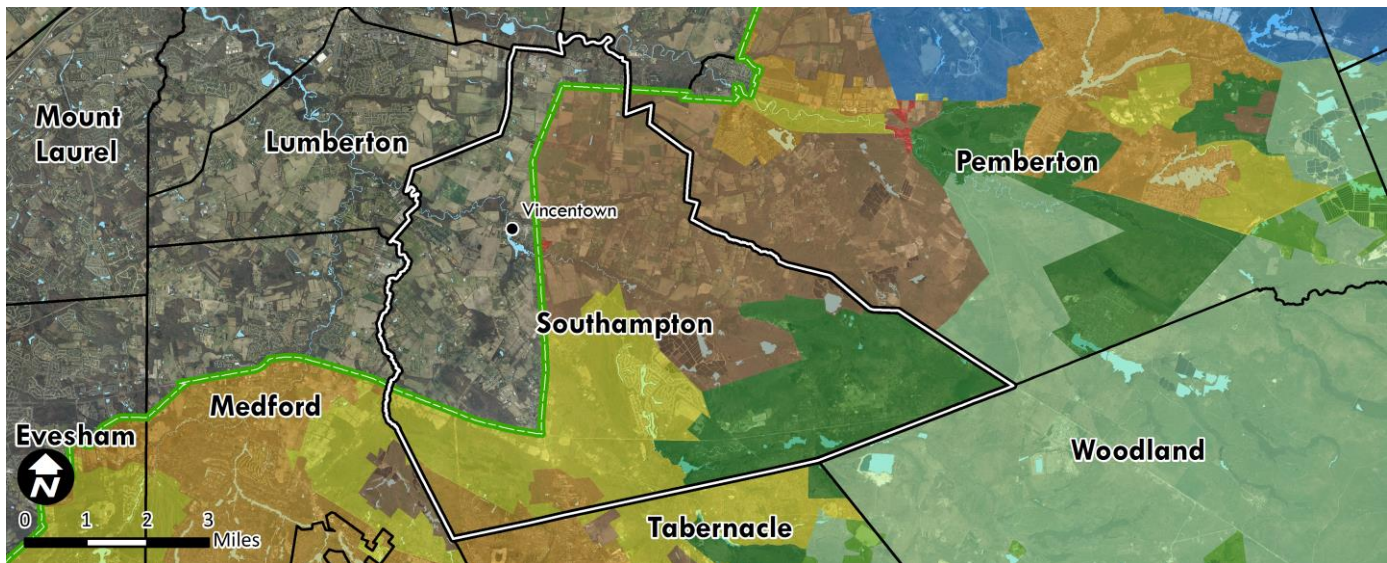 Mount
Laurel
Lumberton
Pemberton
Vincentown
Southampton
Medford
Evesham
Woodland
Tabernacle
N
0 1 2 3
Miles